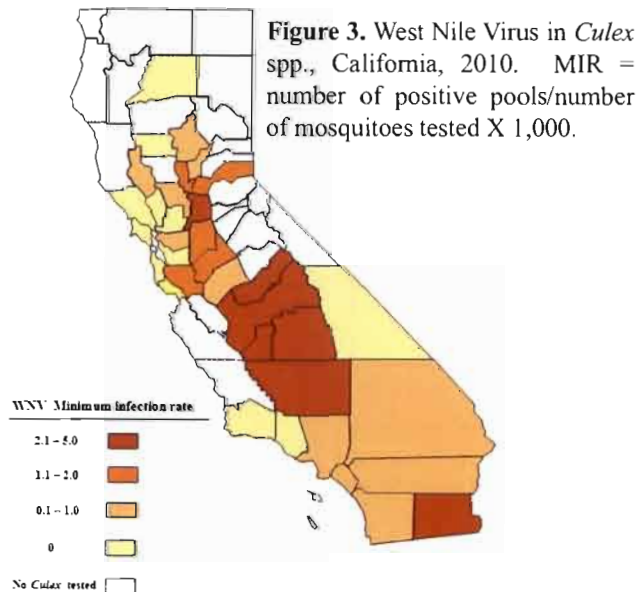 Figure 3. West Nile Virus in Culex
spp., California, 2010. MIR =
number of positive pools/number
of mosquitoes tested X 1,000.
WNV Minimum infection rate
2.1 – 5.0
1.1 – 2.0
0.1 – 1.0
0
No Culex tested